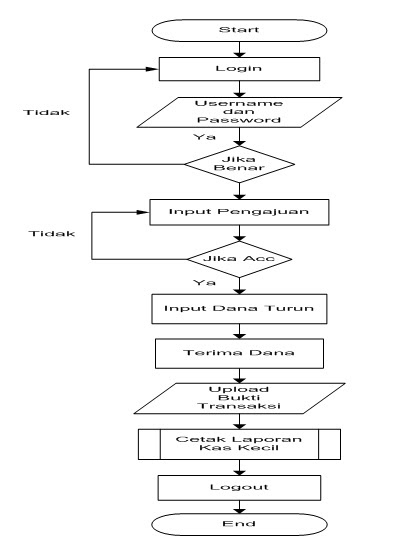 Start
Login
Tidak
Username
dan
Password
Ya
Jika
Benar
Input Pengajuan
Tidak
Jika Acc
Ya
Input Dana Turun
Terima Dana
Upload
Bukti
Transaksi
Cetak Laporan
Kas Kecil
Logout
End